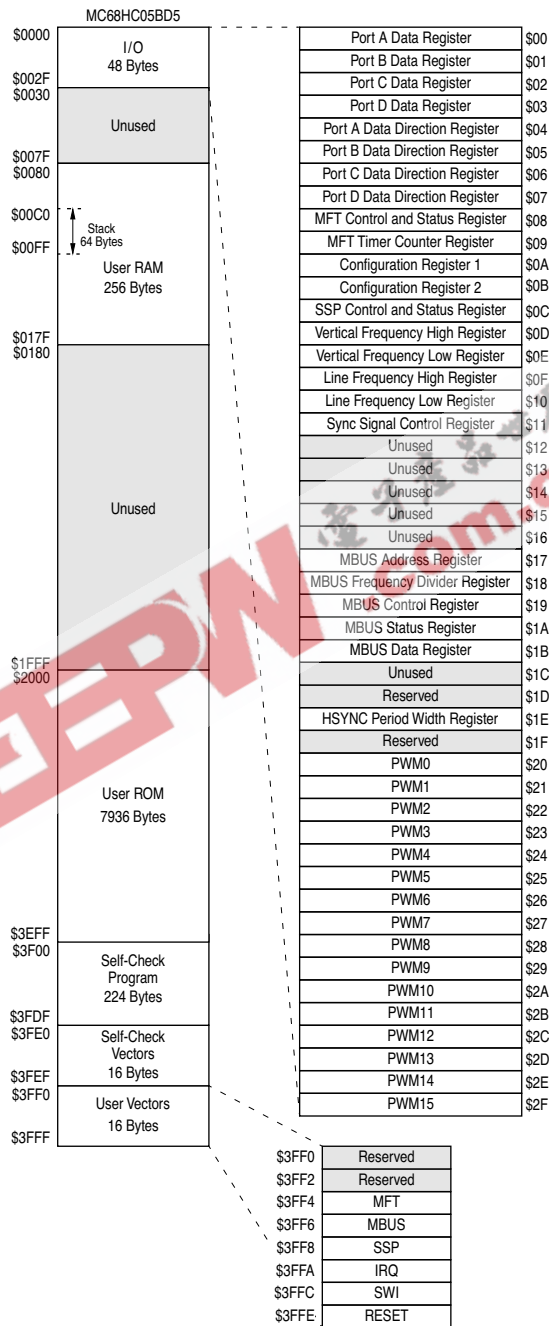 MC68HC05BD5
$0000
I/O
48 Bytes
$002F
$0030
Unused
$007F
$0080
$00C0
Stack
64 Bytes
$00FF
User RAM
256 Bytes
$017F
$0180
Unused
$1FFF
$2000
User ROM
7936 Bytes
$3EFF
$3F00
Self-Check
Program
224 Bytes
$3FDF
$3FE0
Self-Check
Vectors
16 Bytes
$3FEF
$3FF0
User Vectors
16 Bytes
$3FFF
Port A Data Register $00
Port B Data Register $01
Port C Data Register $02
Port D Data Register $03
Port A Data Direction Register $04
Port B Data Direction Register $05
Port C Data Direction Register $06
Port D Data Direction Register $07
MFT Control and Status Register $08
MFT Timer Counter Register $09
Configuration Register 1 $0A
Configuration Register 2 $0B
SSP Control and Status Register $0C
Vertical Frequency High Register $0D
Vertical Frequency Low Register $0E
Line Frequency High Register $0F
Line Frequency Low Register $10
Sync Signal Control Register $11
Unused $12
Unused $13
Unused $14
Unused $15
Unused $16
MBUS Address Register $17
MBUS Frequency Divider Register $18
MBUS Control Register $19
MBUS Status Register $1A
MBUS Data Register $1B
Unused $1C
Reserved $1D
HSYNC Period Width Register $1E
Reserved $1F
PWM0 $20
PWM1 $21
PWM2 $22
PWM3 $23
PWM4 $24
PWM5 $25
PWM6 $26
PWM7 $27
PWM8 $28
PWM9 $29
PWM10 $2A
PWM11 $2B
PWM12 $2C
PWM13 $2D
PWM14 $2E
PWM15 $2F
$3FF0 Reserved
$3FF2 Reserved
$3FF4 MFT
$3FF6 MBUS
$3FF8 SSP
$3FFA IRQ
$3FFC SWI
$3FFE RESET
EEPW
.com.c
電子產品世